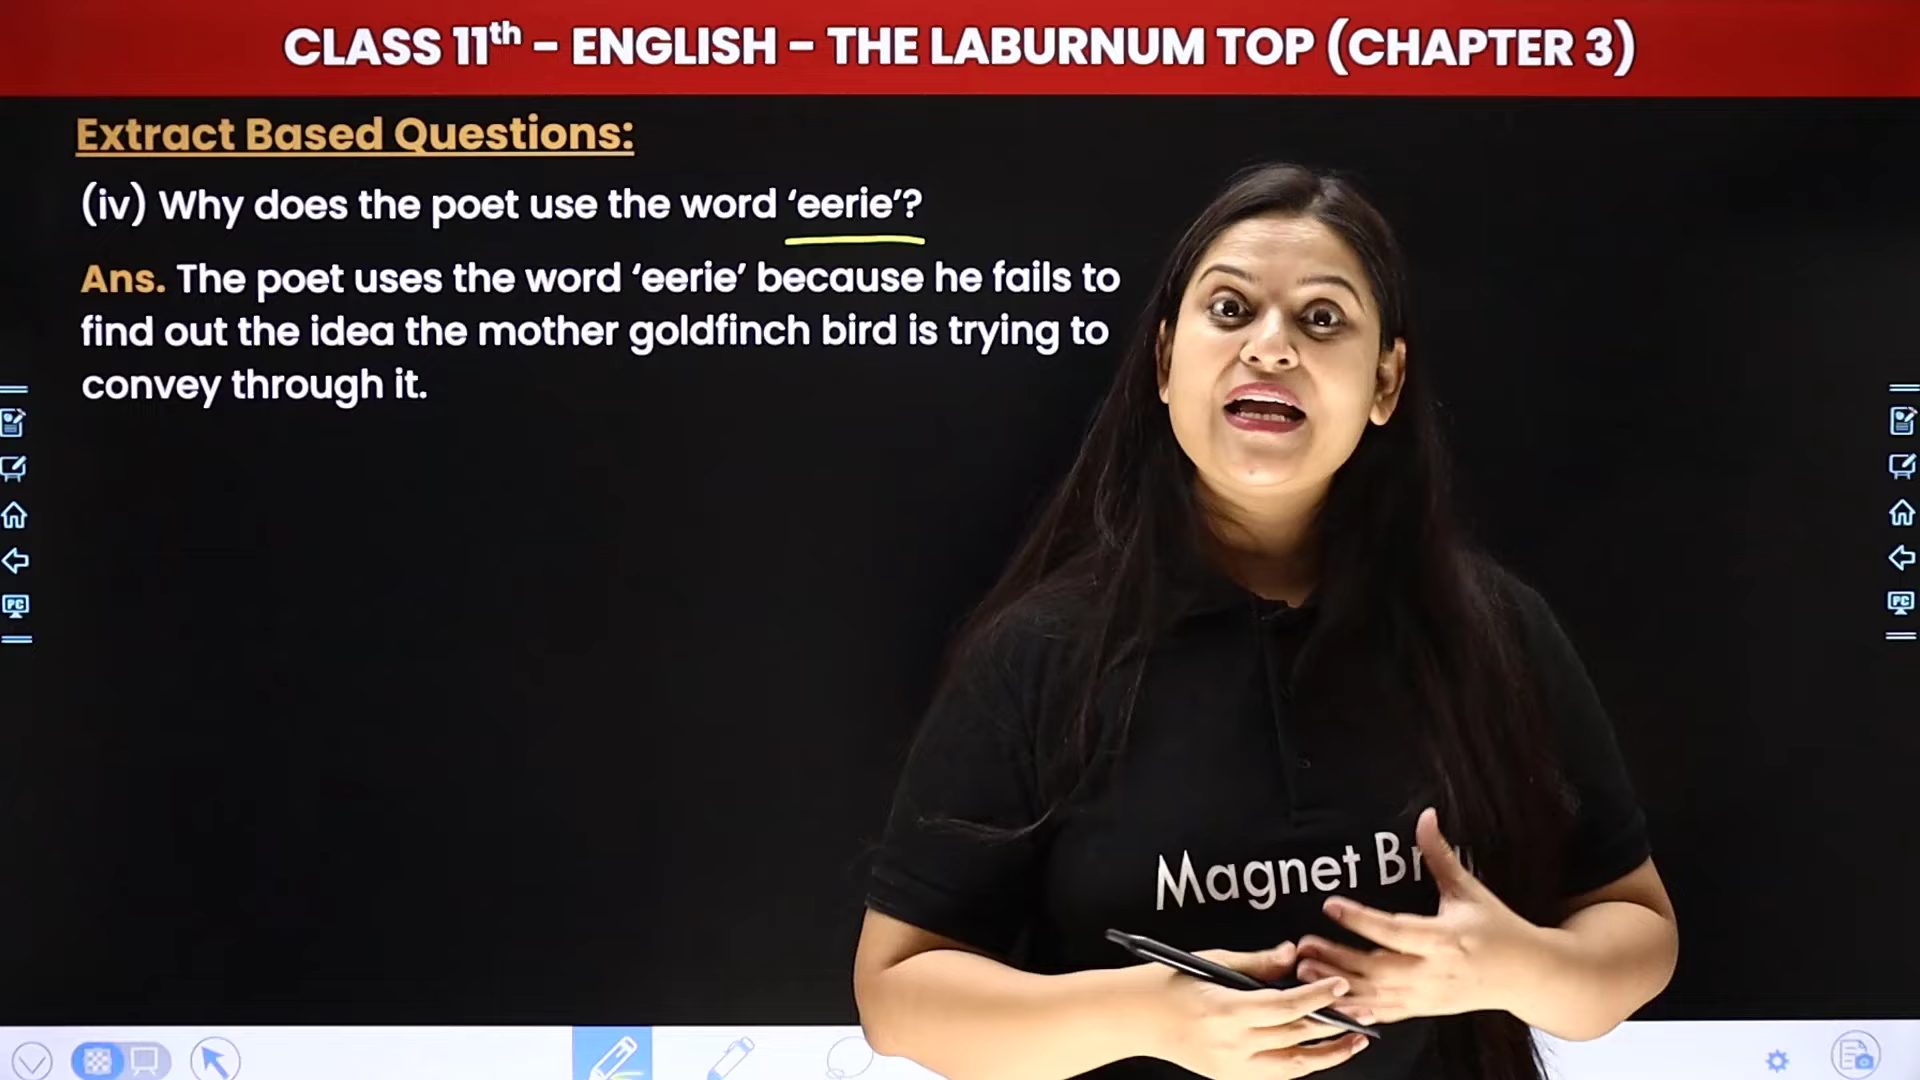 CLASS 11th – ENGLISH – THE LABURNUM TOP (CHAPTER 3)
Extract Based Questions:
(iv) Why does the poet use the word ‘eerie’?
Ans. The poet uses the word ‘eerie’ because he fails to
find out the idea the mother goldfinch bird is trying to
convey through it.
PC
PC
Magnet